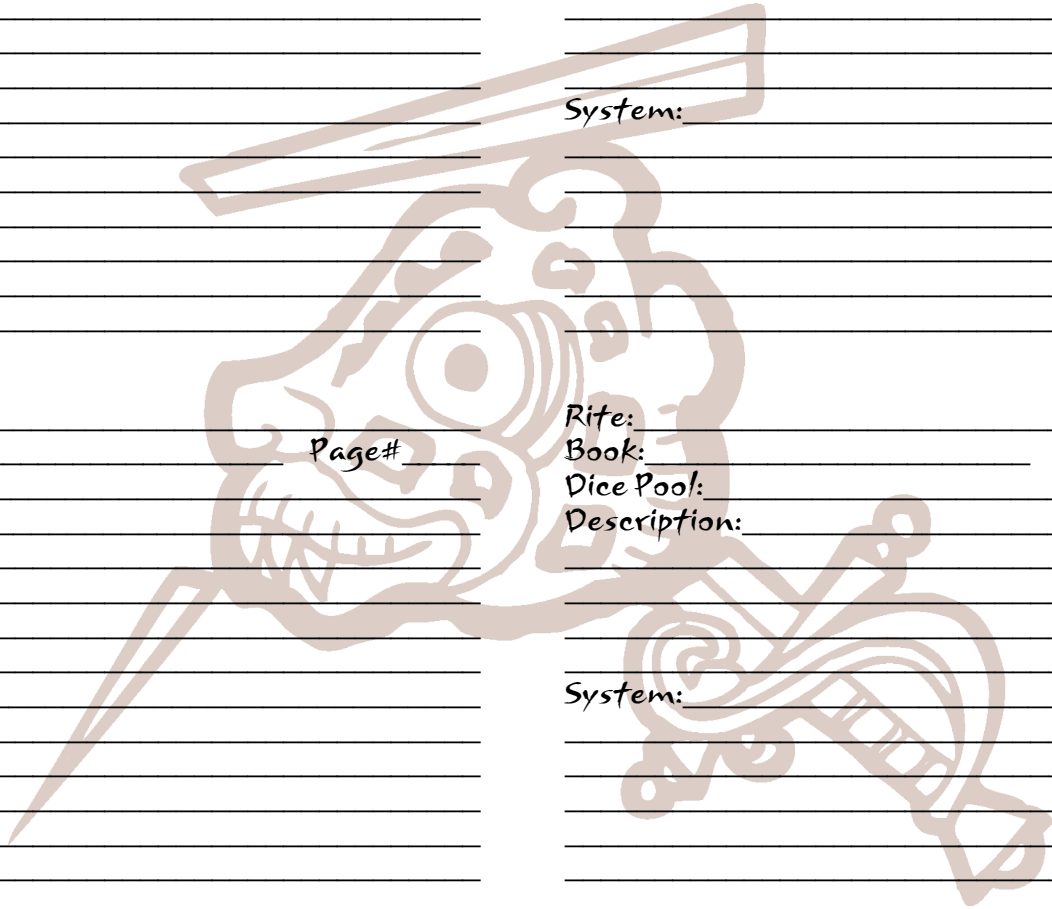 System:
Page#
Rite:
Book:
Dice Pool:
Description:
System: